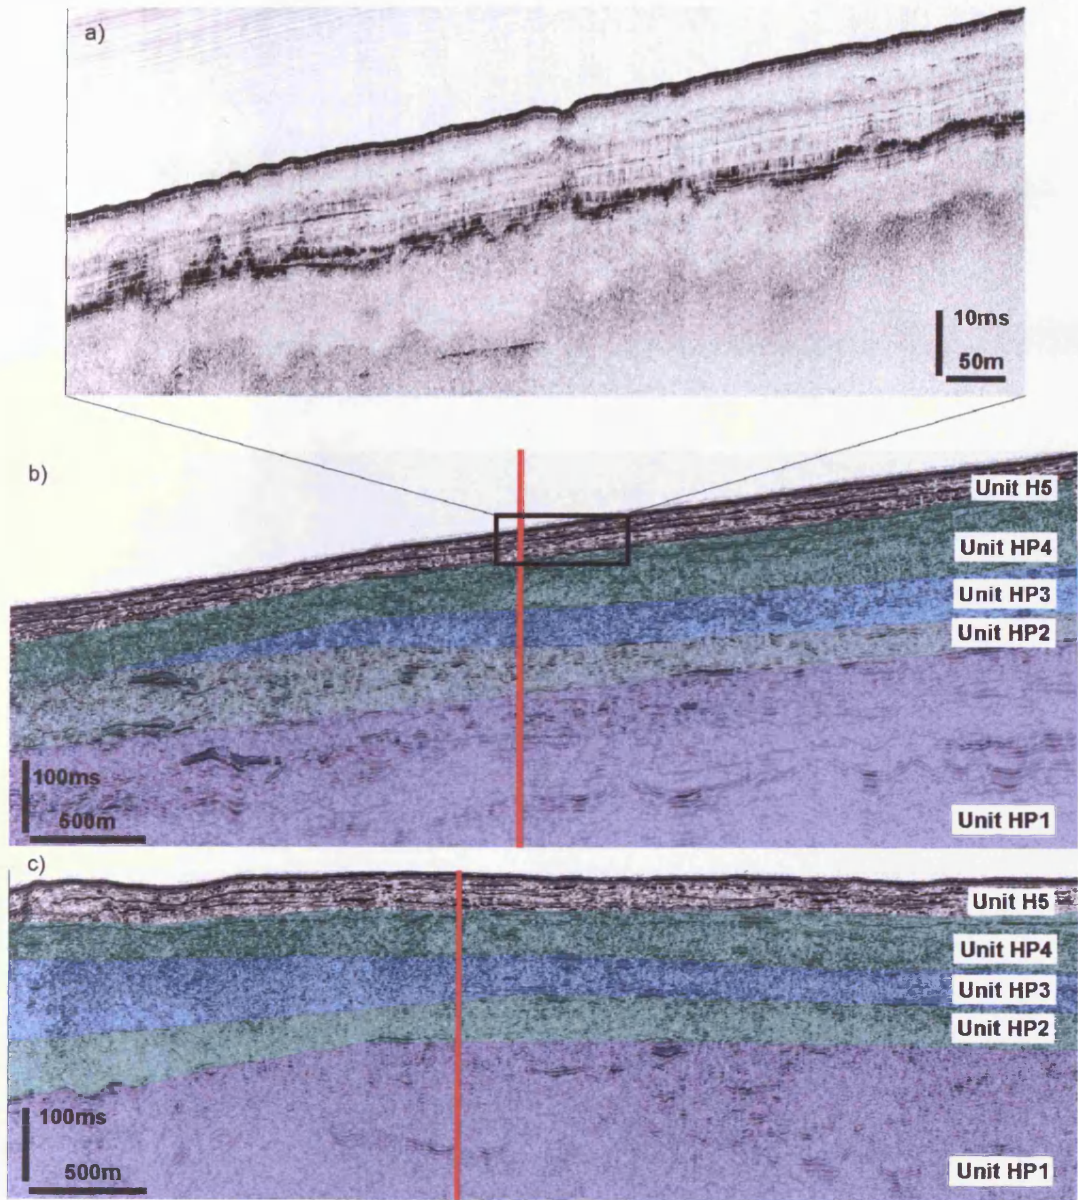 a)
10ms
50m
b)
Unit H5
Unit HP4
Unit HP3
Unit HP2
100ms
500m
Unit HP1
c)
Unit H5
Unit HP4
Unit HP3
Unit HP2
100ms
500m
Unit HP1